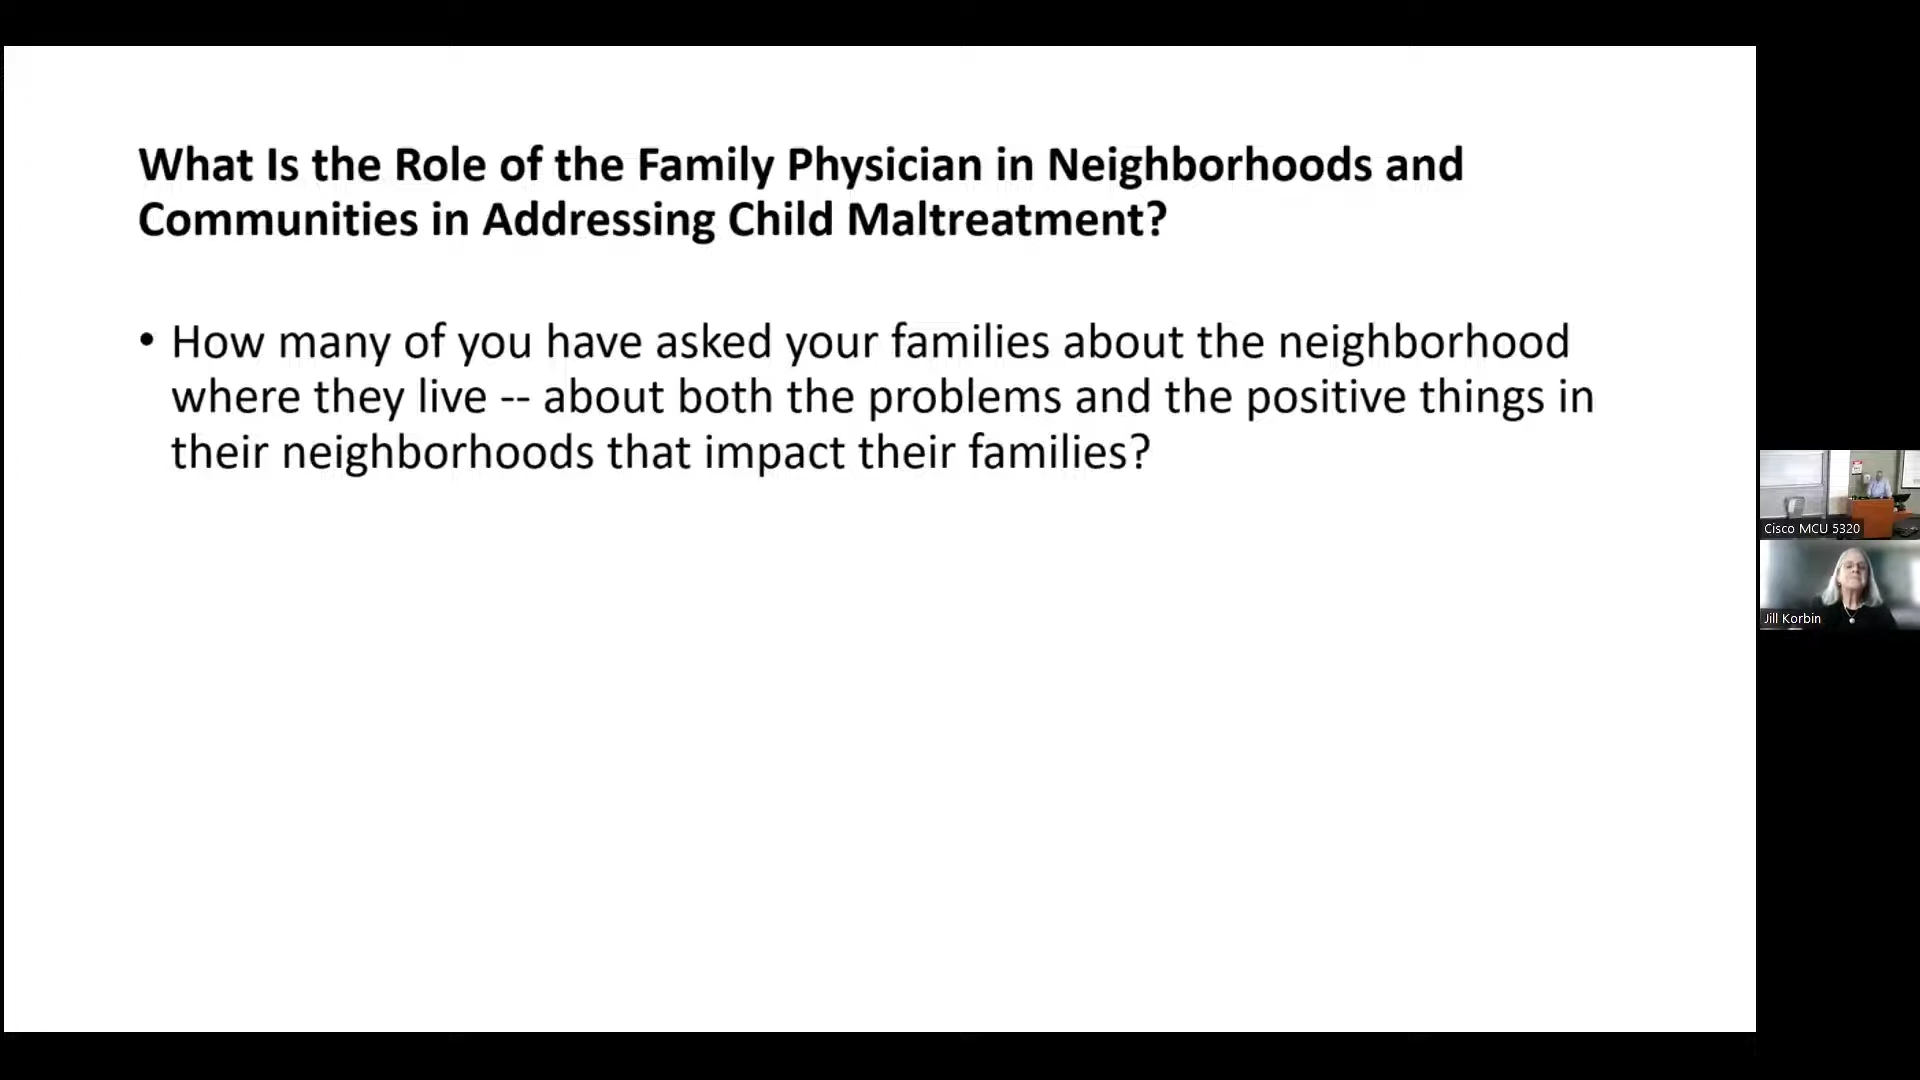 What Is the Role of the Family Physician in Neighborhoods and
Communities in Addressing Child Maltreatment?
• How many of you have asked your families about the neighborhood
where they live -- about both the problems and the positive things in
their neighborhoods that impact their families?
Cisco MCU 5320
Jill Korbin